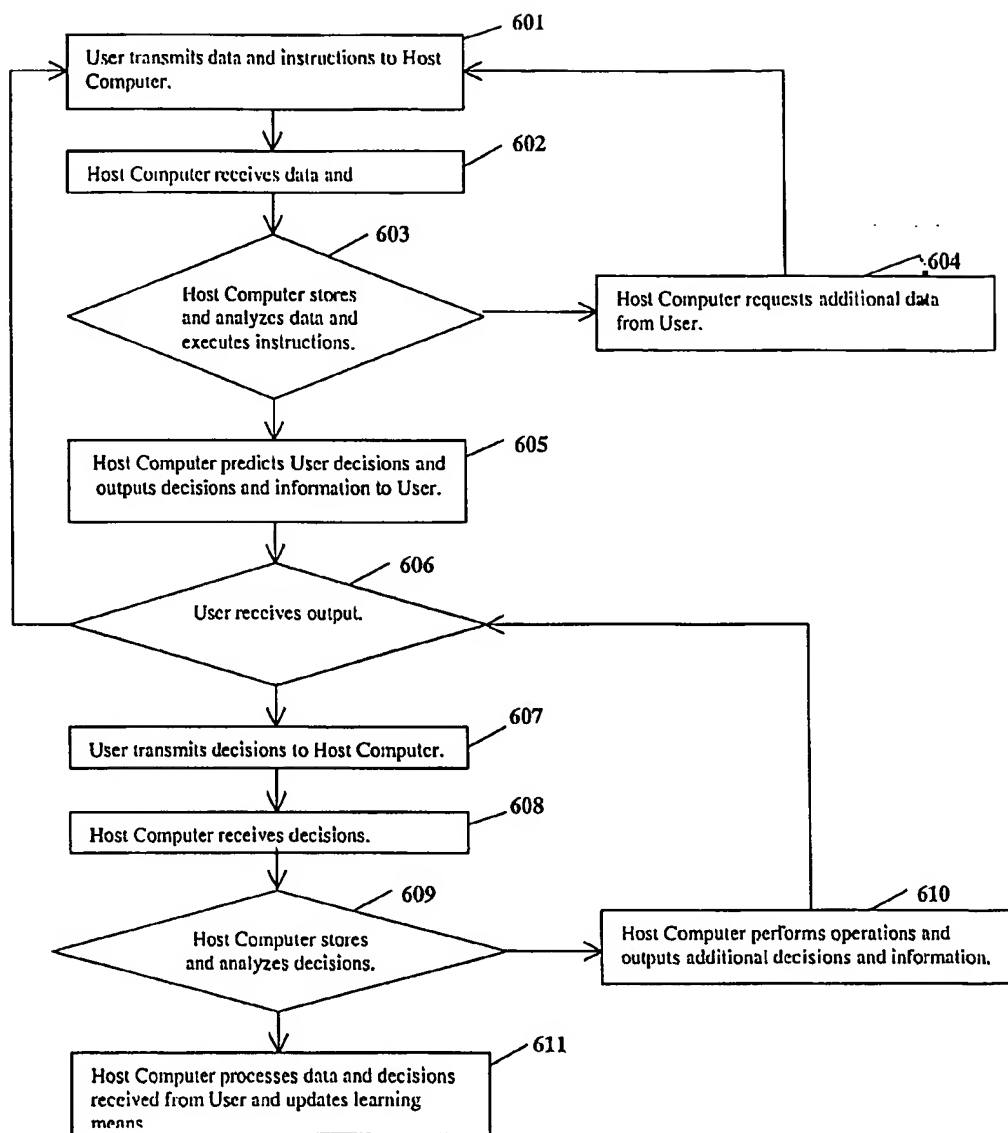 601
User transmits data and instructions to Host
Computer.
602
Host Computer receives data and
603
Host Computer stores
and analyzes data and
executes instructions.
604
Host Computer requests additional data
from User.
605
Host Computer predicts User decisions and
outputs decisions and information to User.
606
User receives output.
607
User transmits decisions to Host Computer.
608
Host Computer receives decisions.
609
Host Computer stores
and analyzes decisions.
610
Host Computer performs operations and
outputs additional decisions and information.
611
Host Computer processes data and decisions
received from User and updates learning
means